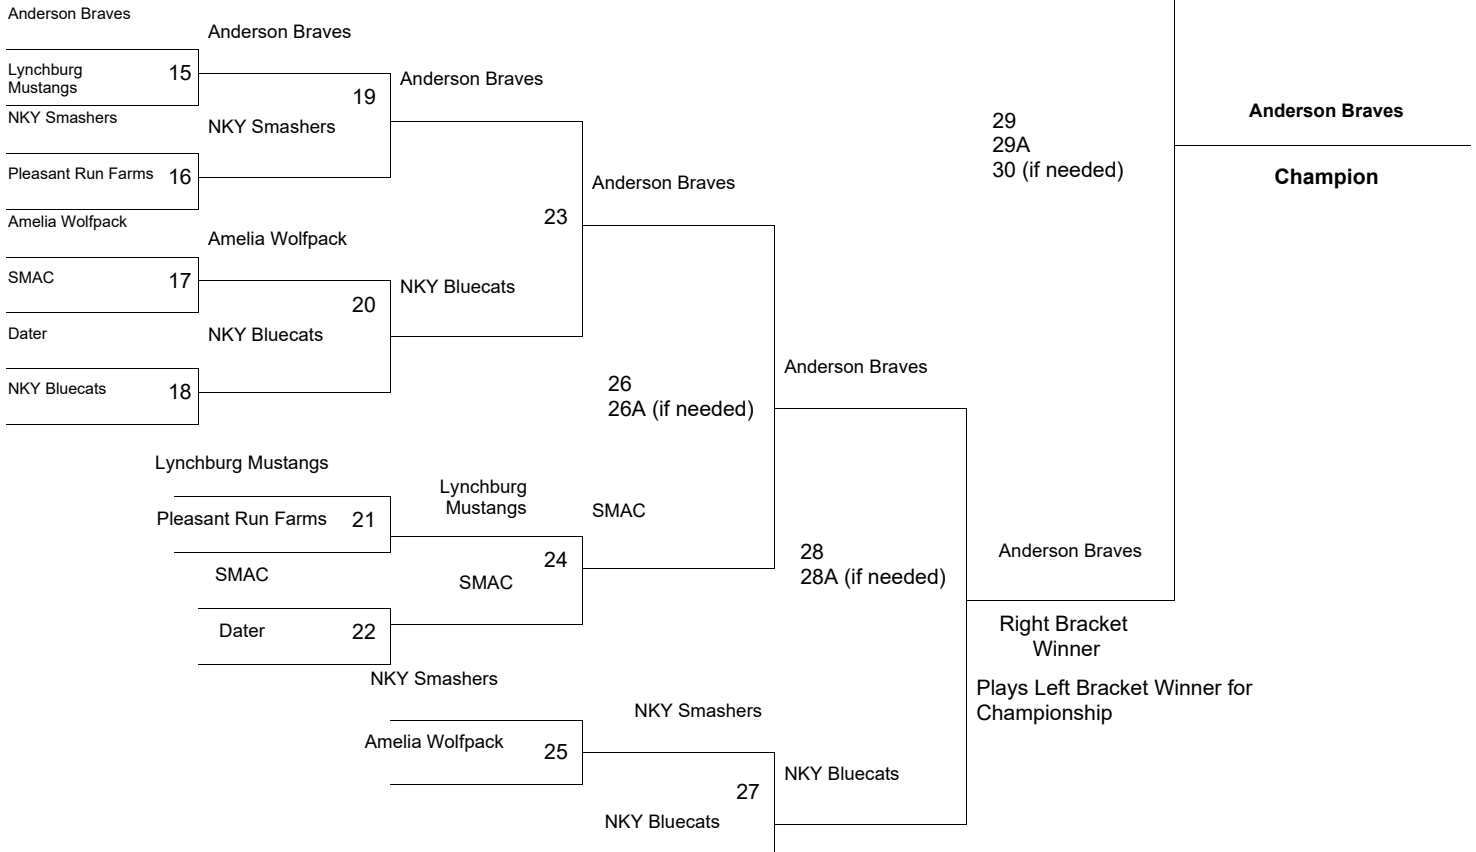 Anderson Braves
Anderson Braves
Lynchburg
Mustangs
15
Anderson Braves
19
NKY Smashers
NKY Smashers
Pleasant Run Farms
16
29
29A
30 (if needed)
Anderson Braves
Champion
Anderson Braves
23
Amelia Wolfpack
Amelia Wolfpack
SMAC
17
20
NKY Bluecats
Dater
NKY Bluecats
NKY Bluecats
18
26
26A (if needed)
Anderson Braves
Lynchburg Mustangs
Pleasant Run Farms
21
Lynchburg
Mustangs
SMAC
24
SMAC
SMAC
Dater
22
28
28A (if needed)
Anderson Braves
Right Bracket
Winner
Plays Left Bracket Winner for
Championship
NKY Smashers
Amelia Wolfpack
25
NKY Smashers
27
NKY Bluecats
NKY Bluecats